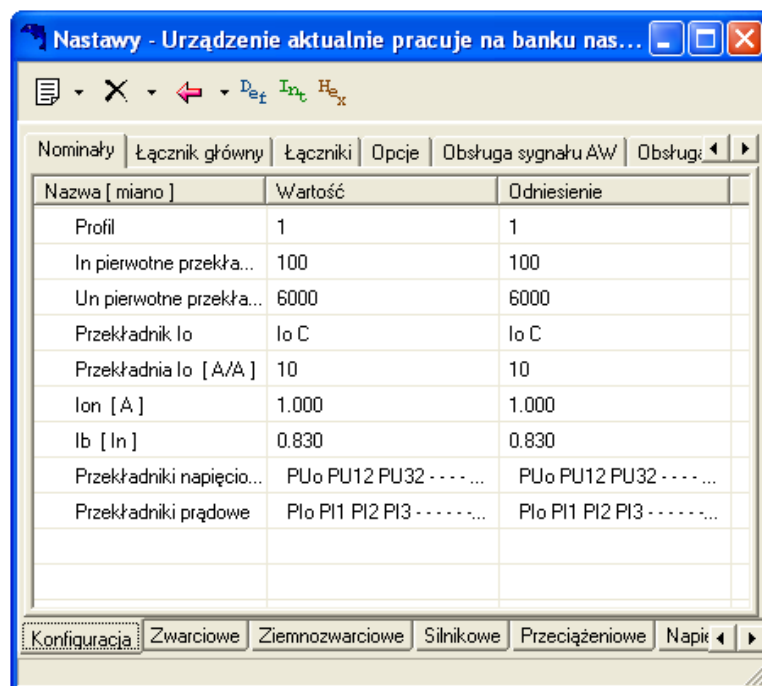 Nastawy - Urządzenie aktualnie pracuje na banku nas...
Def Int Hex
Nominały Łącznik główny Łączniki Opcje Obsługa sygnału AW Obsługa
Nazwa [ miano ] Wartość Odniesienie
Profil 1 1
In pierwotne przekła... 100 100
Un pierwotne przekła... 6000 6000
Przekładnik Io Io C Io C
Przekładnia Io [ A/A ] 10 10
Ion [ A ] 1.000 1.000
Ib [ In ] 0.830 0.830
Przekładniki napięcio... PUo PU12 PU32 - - - - ... PUo PU12 PU32 - - - - ...
Przekładniki prądowe PIo PI1 PI2 PI3 - - - - - -... PIo PI1 PI2 PI3 - - - - - -...
Konfiguracja Zwarciowe Ziemnozwarciowe Silnikowe Przeciążeniowe Napię